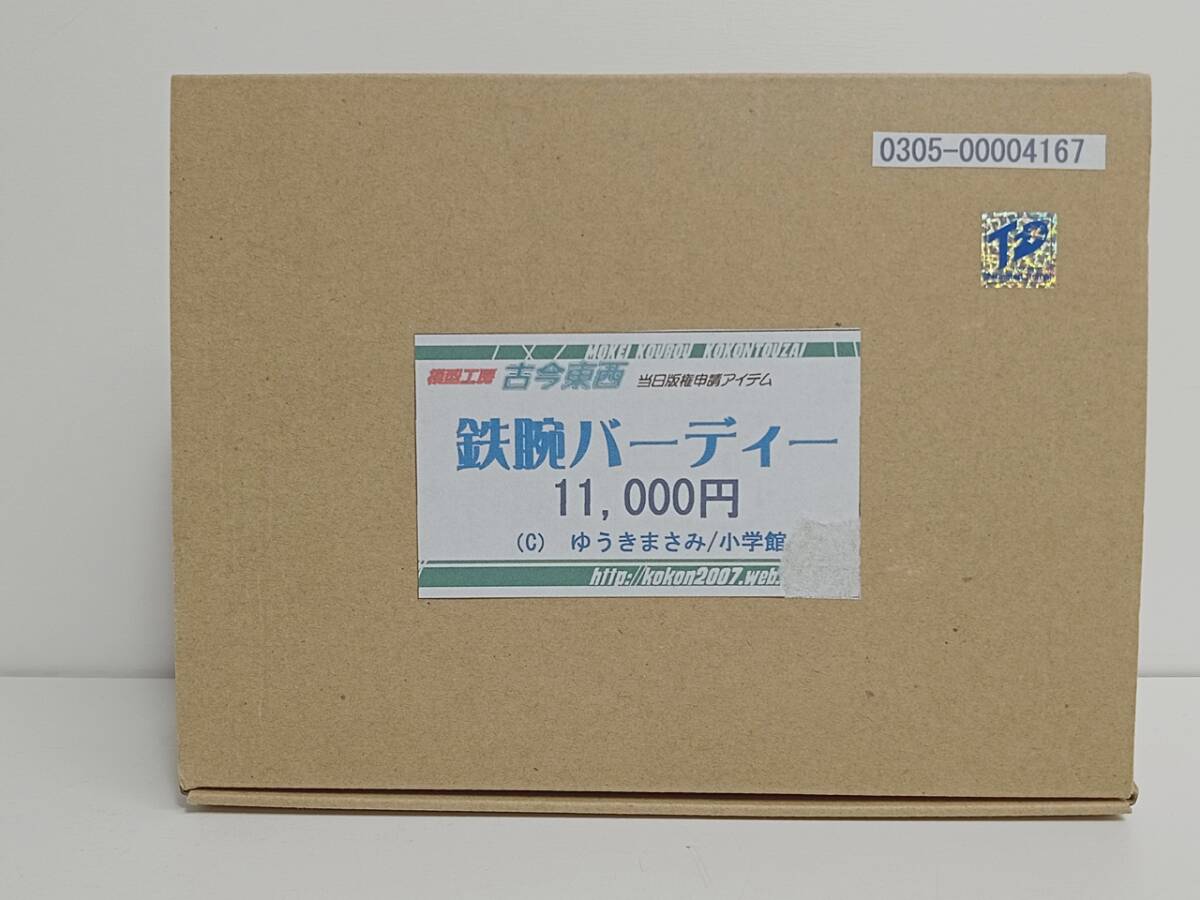 0305-00004167
TD
MOKEI KOUBOU KOKONTOUZAI
模型工房 古今東西 当日版権申請アイテム
鉄腕バーディー
11,000円
(C) ゆうきまさみ/小学館
http://kokon2007.web.